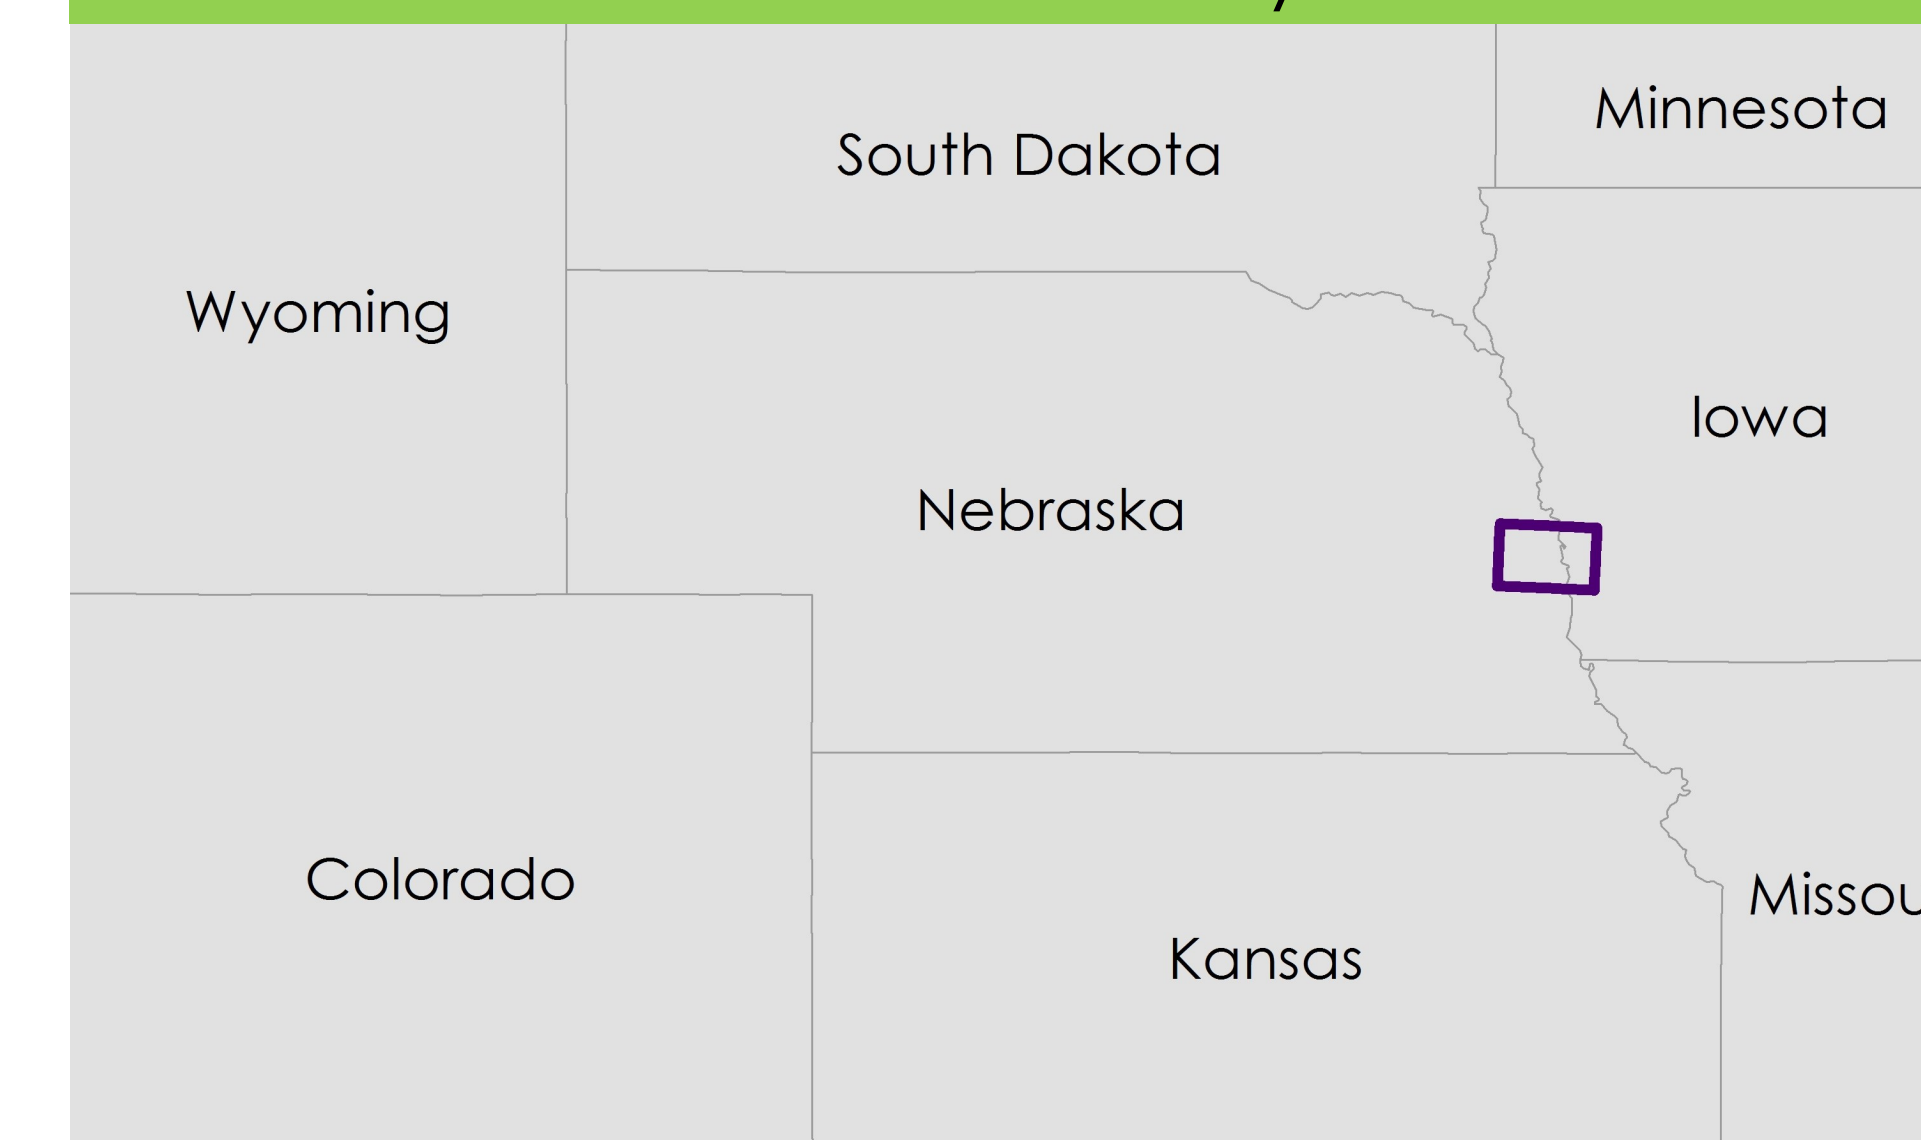 Minnesota
South Dakota
Wyoming
Iowa
Nebraska
Colorado
Missou
Kansas